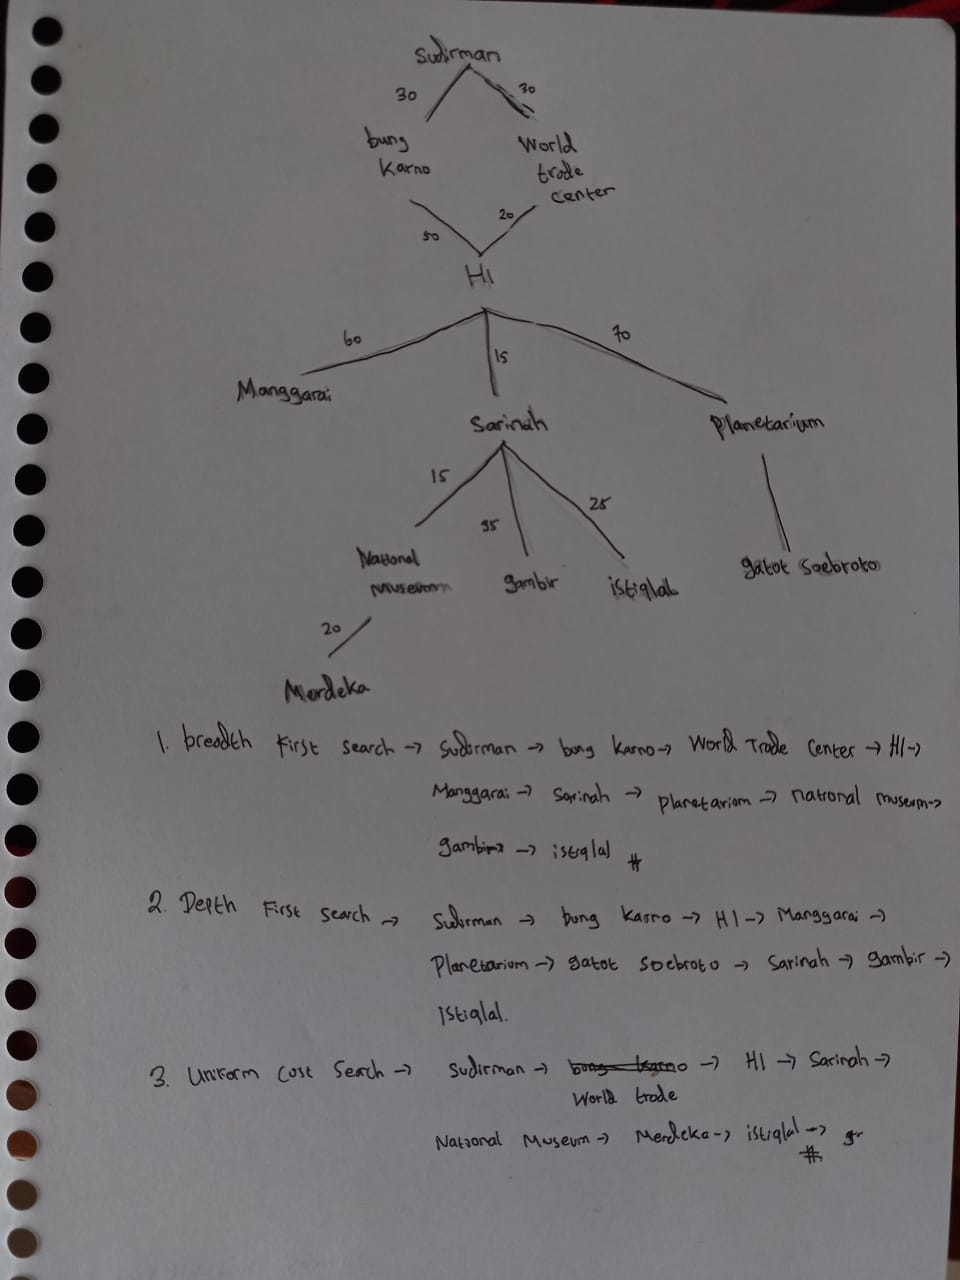 Sudirman
30 30
bung World
Karno trade
center
50 20
HI
60 15 70
Manggarai
Sarinah Planetarium
15 35 25
National gambir istiqlal gatot Soebroto
Museum
20
Merdeka
1. breadth First search → Sudirman → bung Karno → World Trade Center → HI →
Manggarai → Sarinah → Planetarium → national museum →
gambir → istiqlal #
2. Depth First Search → Sudirman → bung Karno → HI → Manggarai →
Planetarium → gatot Soebroto → Sarinah → gambir →
istiqlal.
3. Uniform Cost Search → Sudirman → bung Karno → HI → Sarinah →
World trade
National Museum → Merdeka → istiqlal →
#